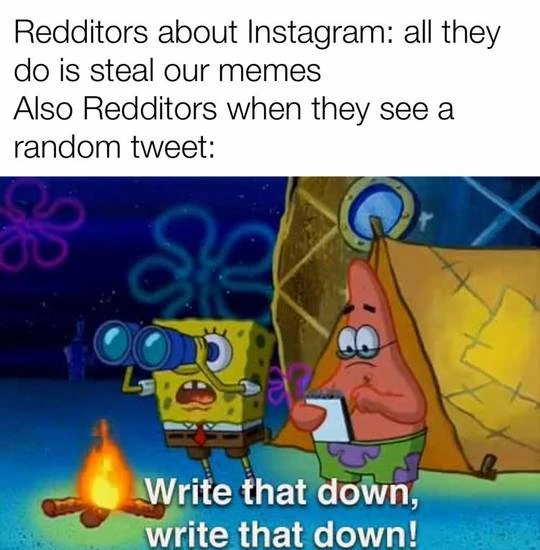 Redditors about Instagram: all they
do is steal our memes
Also Redditors when they see a
random tweet:
Write that down,
write that down!